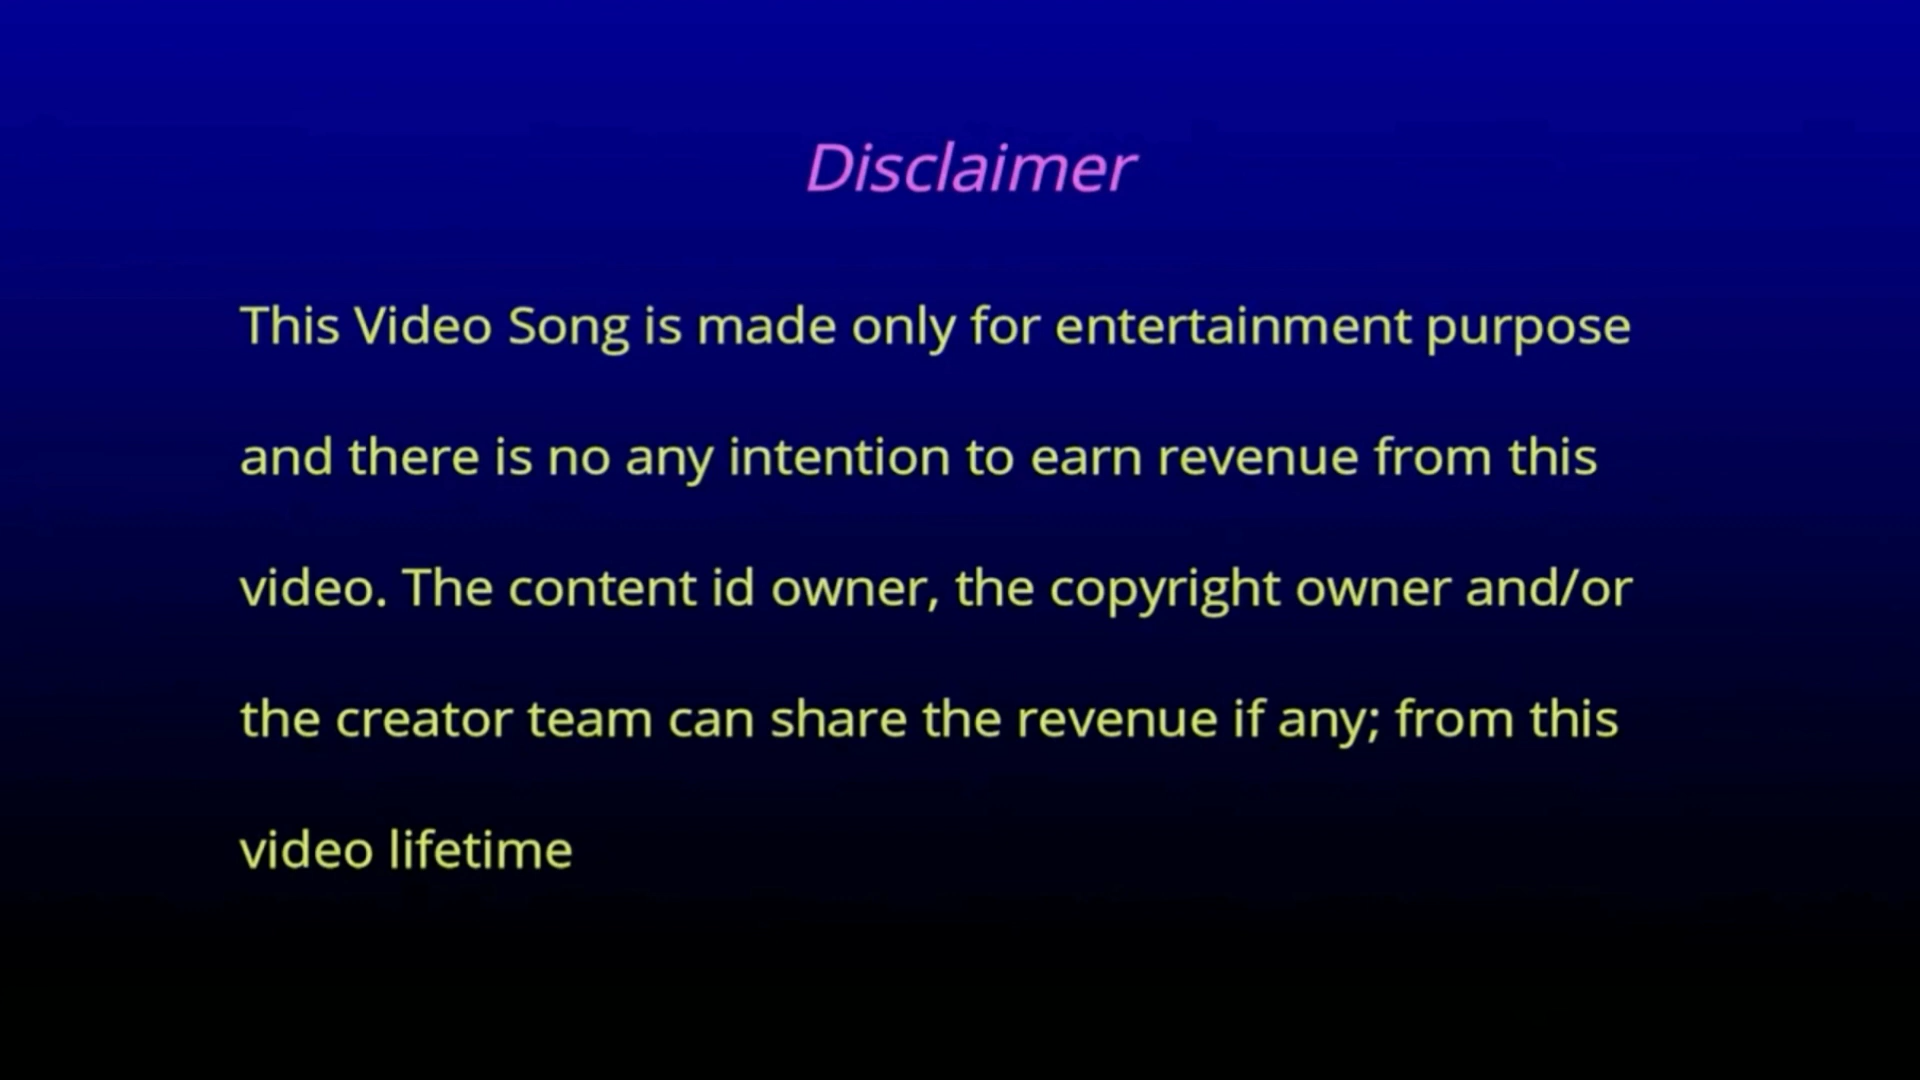 Disclaimer
This Video Song is made only for entertainment purpose
and there is no any intention to earn revenue from this
video. The content id owner, the copyright owner and/or
the creator team can share the revenue if any; from this
video lifetime